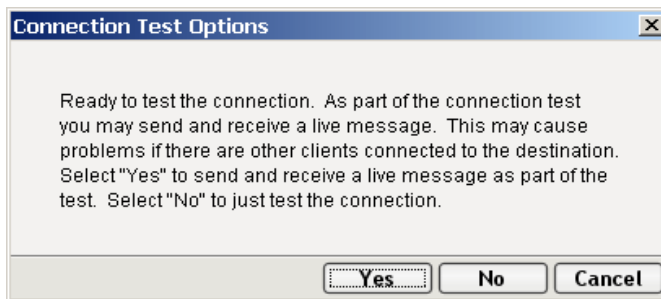 Connection Test Options
Ready to test the connection.  As part of the connection test
you may send and receive a live message.  This may cause
problems if there are other clients connected to the destination.
Select "Yes" to send and receive a live message as part of the
test.  Select "No" to just test the connection.
Yes No Cancel